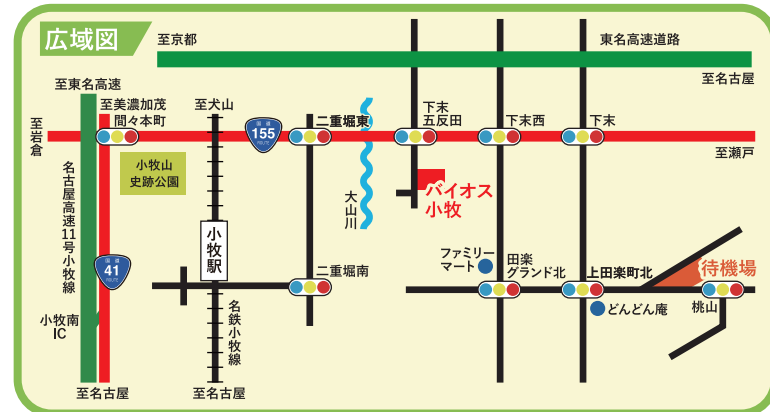 広域図
至京都
東名高速道路
至名古屋
至東名高速
至美濃加茂
間々本町
至犬山
国道
155
ROUTE
二重堀東
下末
五反田
下末西
下末
至岩倉
至瀬戸
小牧山
史跡公園
大山川
バイオス
小牧
名古屋高速11号小牧線
小牧駅
国道
41
ROUTE
二重堀南
ファミリー
マート
田楽
グランド北
上田楽町北
待機場
どんどん庵
桃山
小牧南
IC
名鉄小牧線
至名古屋
至名古屋